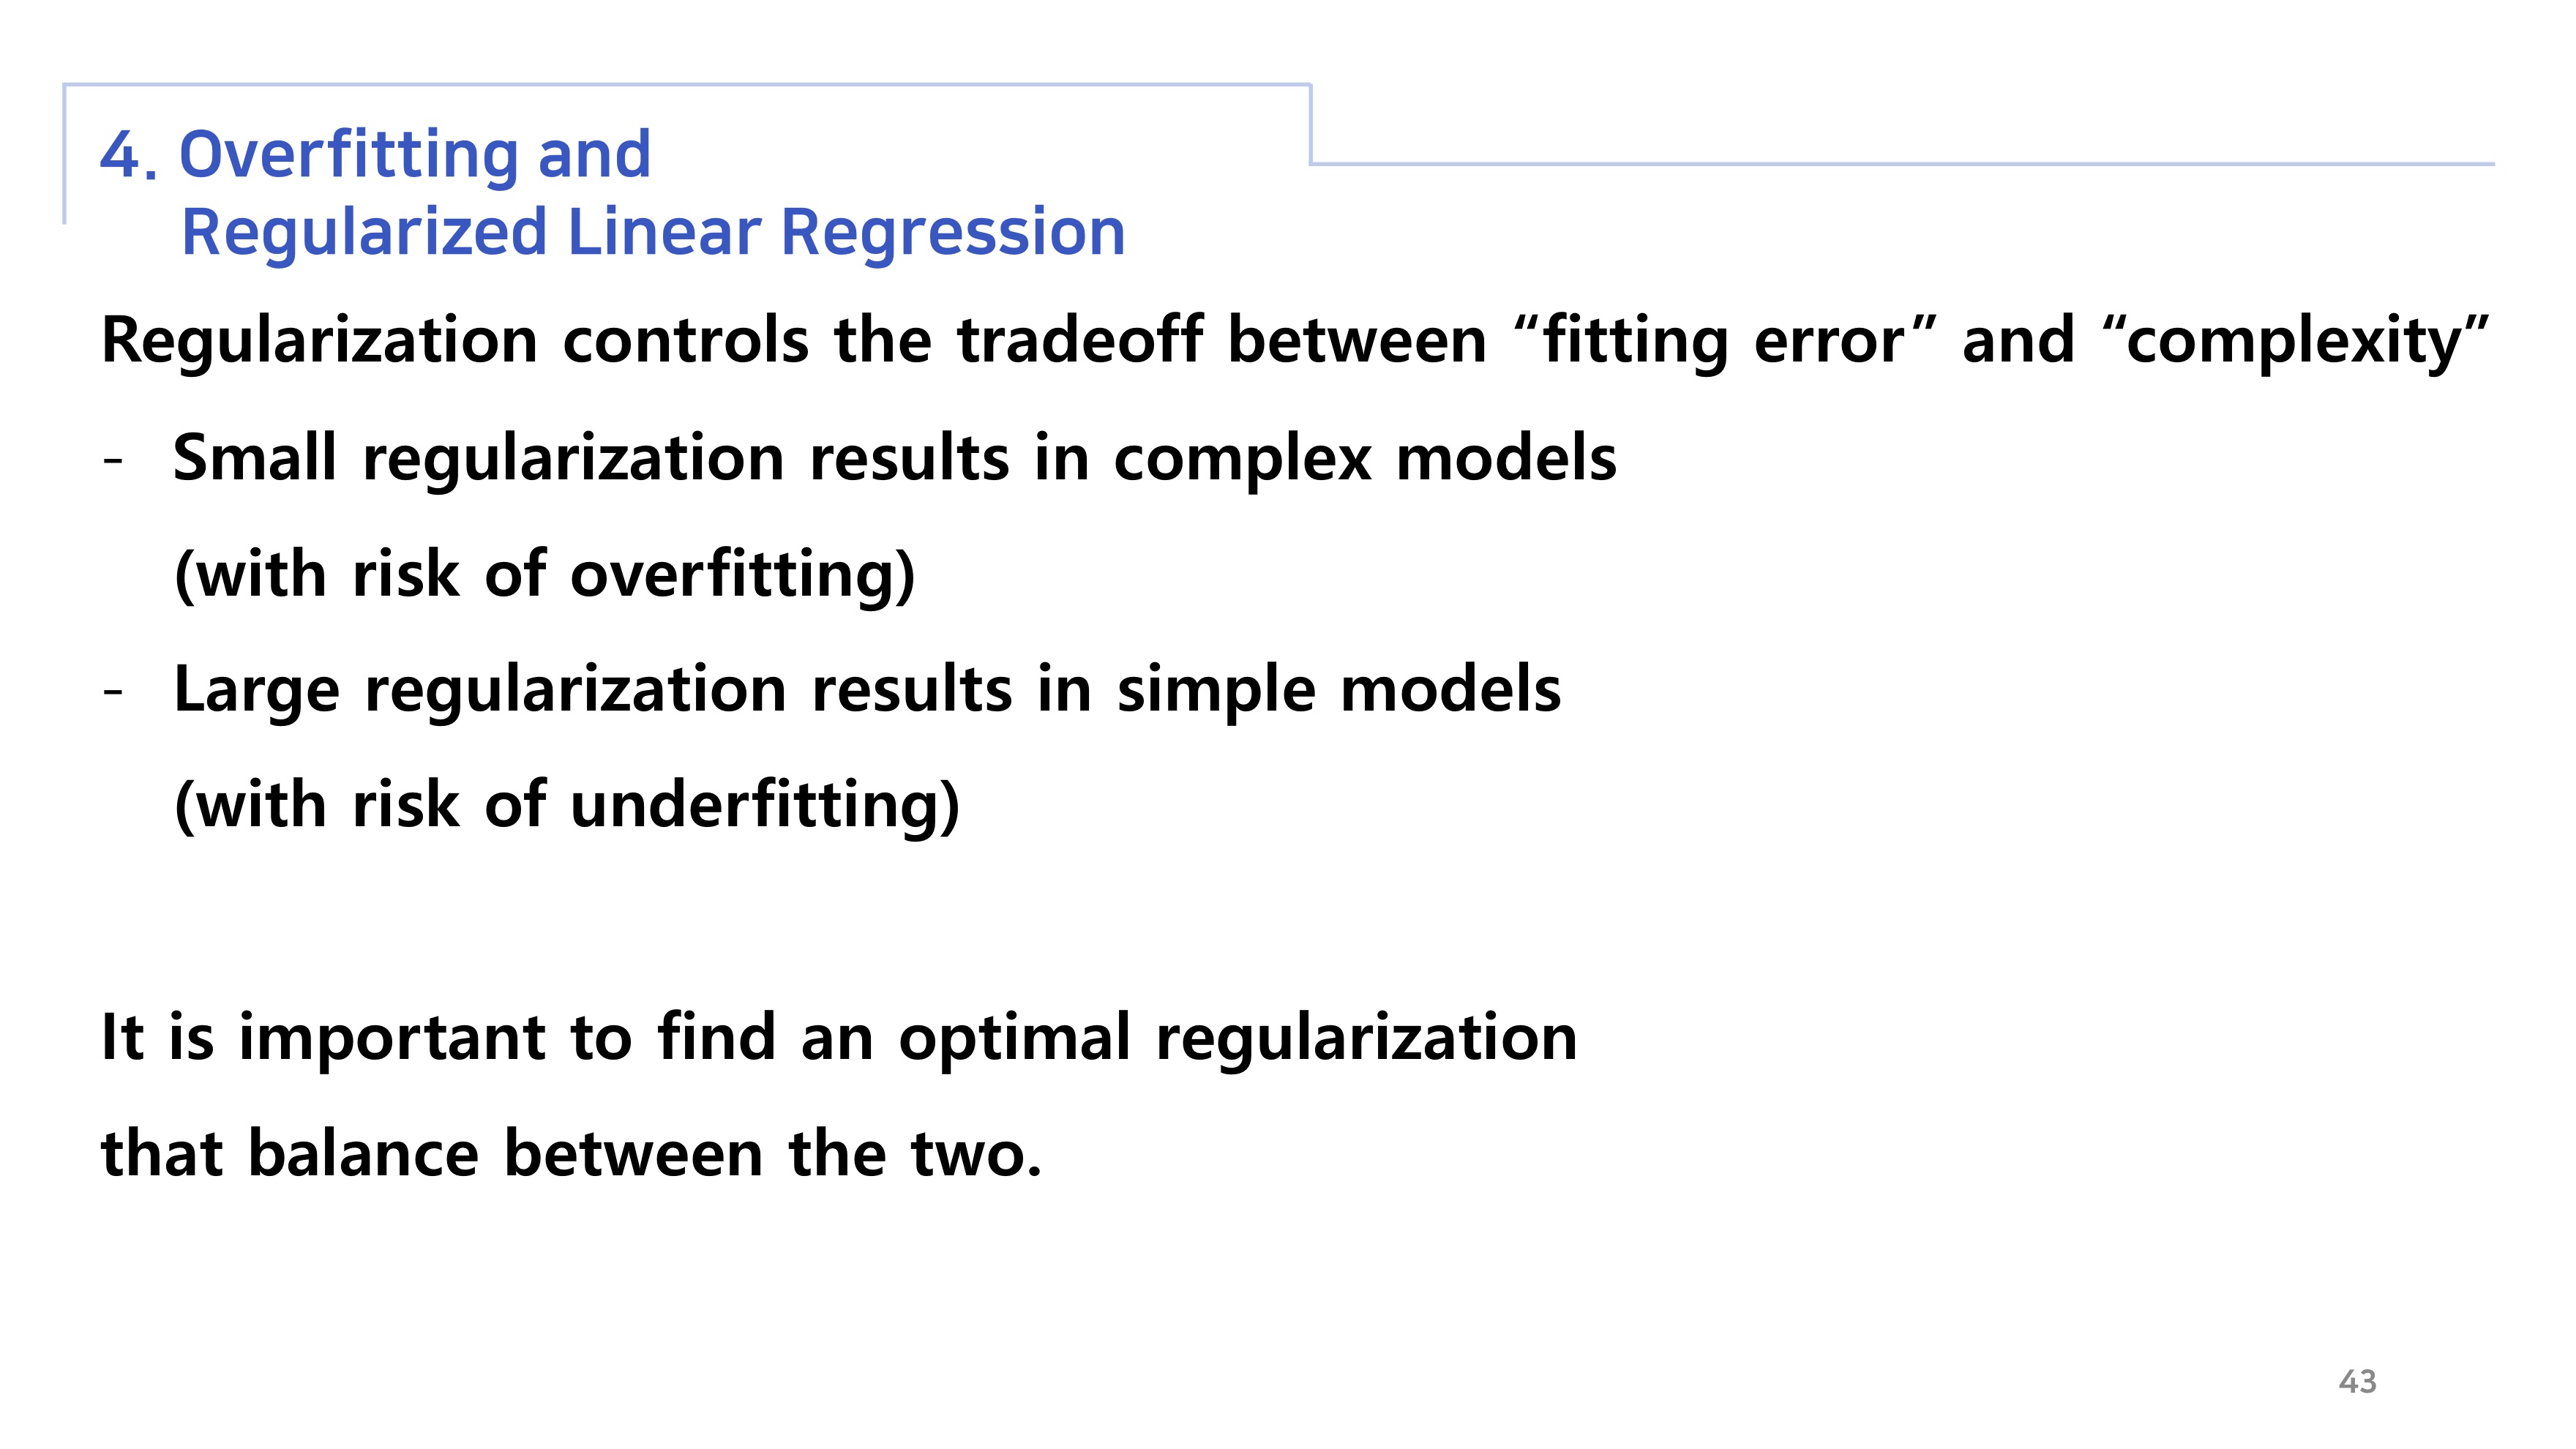 4. Overfitting and
Regularized Linear Regression
Regularization controls the tradeoff between “fitting error” and “complexity”
- Small regularization results in complex models
(with risk of overfitting)
- Large regularization results in simple models
(with risk of underfitting)
It is important to find an optimal regularization
that balance between the two.
43